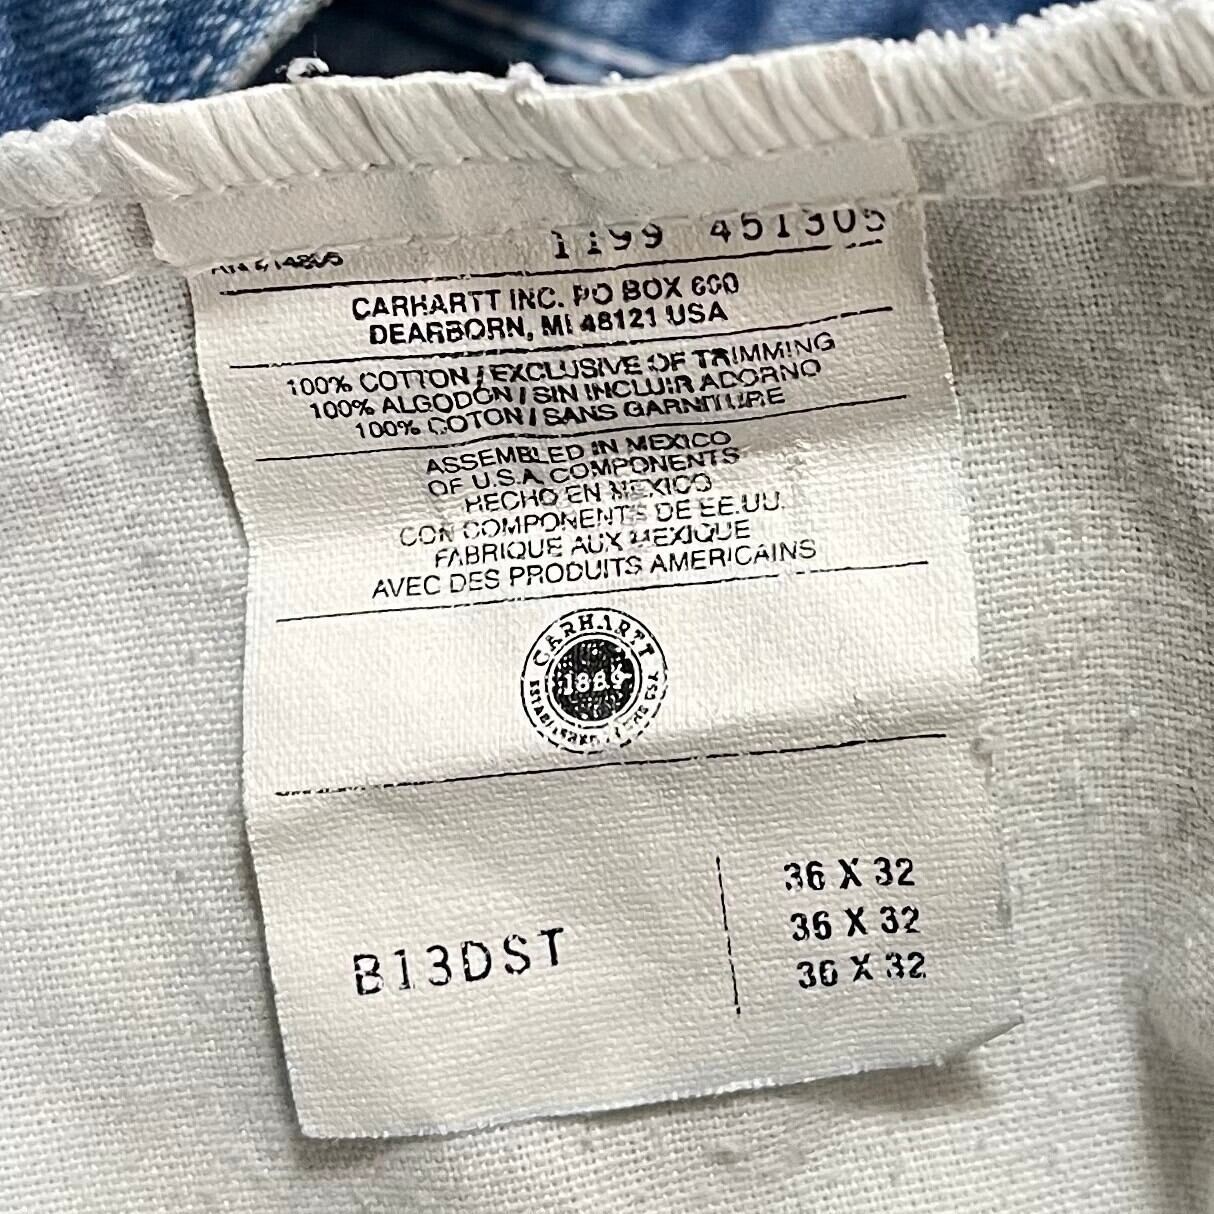 1199 451305
CARHARTT INC. PO BOX 600
DEARBORN, MI 48121 USA
100% COTTON / EXCLUSIVE OF TRIMMING
100% ALGODÓN / SIN INCLUIR ADORNO
100% COTON / SANS GARNITURE
ASSEMBLED IN MEXICO
OF U.S.A. COMPONENTS
HECHO EN MEXICO
CON COMPONENTES DE EE.UU.
FABRIQUE AUX MEXIQUE
AVEC DES PRODUITS AMERICAINS
CARHARTT
1889
B13DST
36 X 32
36 X 32
36 X 32